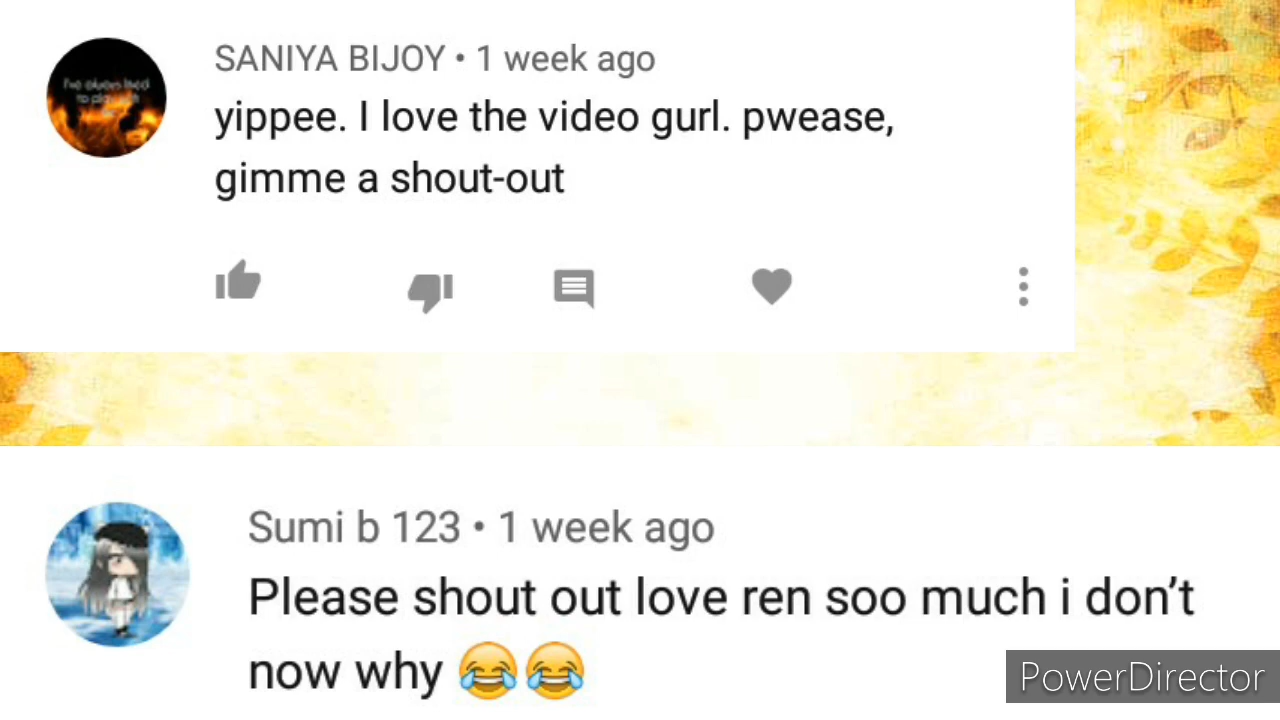 SANIYA BIJOY • 1 week ago
yippee. I love the video gurl. pwease,
gimme a shout-out
Sumi b 123 • 1 week ago
Please shout out love ren soo much i don’t
now why 😂😂
PowerDirector